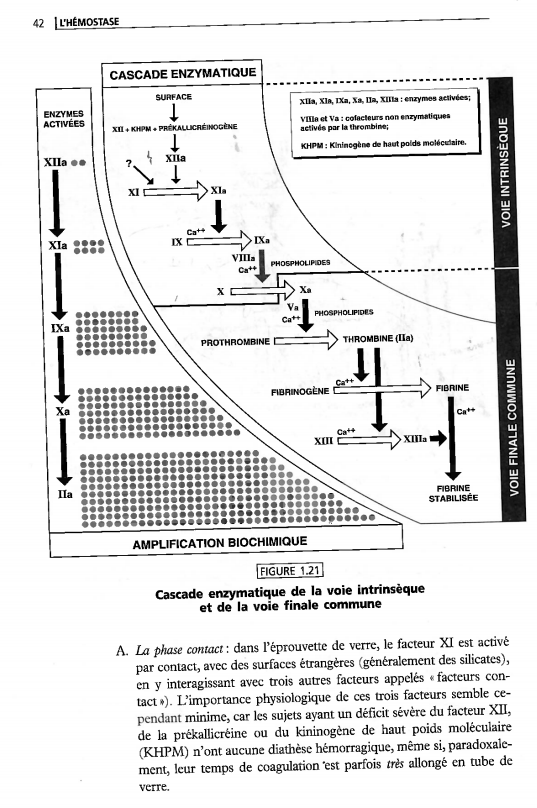 42 L'HÉMOSTASE
CASCADE ENZYMATIQUE
ENZYMES
ACTIVÉES
XIIa
XIa
IXa
Xa
IIa
SURFACE
XII + KHPM + PRÉKALLICRÉINOGÈNE
?
XIIa
XI
XIa
Ca++
IX
IXa
VIIIa
Ca++
PHOSPHOLIPIDES
X
Xa
Va
Ca++
PHOSPHOLIPIDES
PROTHROMBINE
THROMBINE (IIa)
FIBRINOGÈNE
Ca++
FIBRINE
Ca++
XIII
Ca++
XIIIa
FIBRINE
STABILISÉE
XIIa, XIa, IXa, Xa, IIa, XIIIa : enzymes activées;
VIIIa et Va : cofacteurs non enzymatiques
activés par la thrombine;
KHPM : Kininogène de haut poids moléculaire.
VOIE INTRINSÈQUE
VOIE FINALE COMMUNE
AMPLIFICATION BIOCHIMIQUE
FIGURE 1.21
Cascade enzymatique de la voie intrinsèque
et de la voie finale commune
A. La phase contact : dans l'éprouvette de verre, le facteur XI est activé
par contact, avec des surfaces étrangères (généralement des silicates),
en y interagissant avec trois autres facteurs appelés « facteurs con-
tact »). L'importance physiologique de ces trois facteurs semble ce-
pendant minime, car les sujets ayant un déficit sévère du facteur XII,
de la prékallicréine ou du kininogène de haut poids moléculaire
(KHPM) n'ont aucune diathèse hémorragique, même si, paradoxale-
ment, leur temps de coagulation est parfois très allongé en tube de
verre.